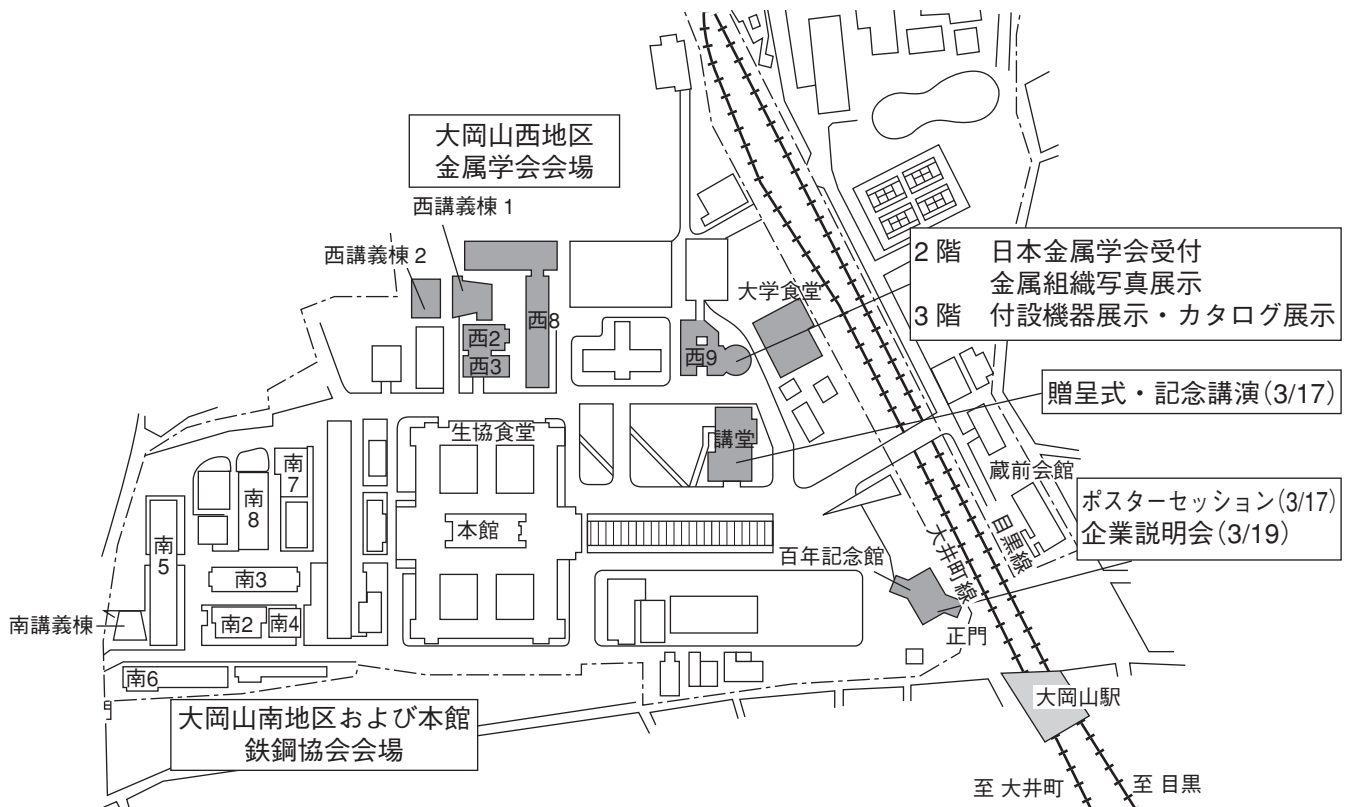 大岡山西地区
金属学会会場
西講義棟 1
西講義棟 2
西8
西2
西3
大学食堂
西9
2 階 日本金属学会受付
金属組織写真展示
3 階 付設機器展示・カタログ展示
贈呈式・記念講演(3/17)
講堂
生協食堂
蔵前会館
ポスターセッション(3/17)
企業説明会(3/19)
南
7
南
8
南
5
本館
目黒線
大井町線
百年記念館
南3
南講義棟
南2
南4
正門
南6
大岡山駅
大岡山南地区および本館
鉄鋼協会会場
至 大井町
至 目黒